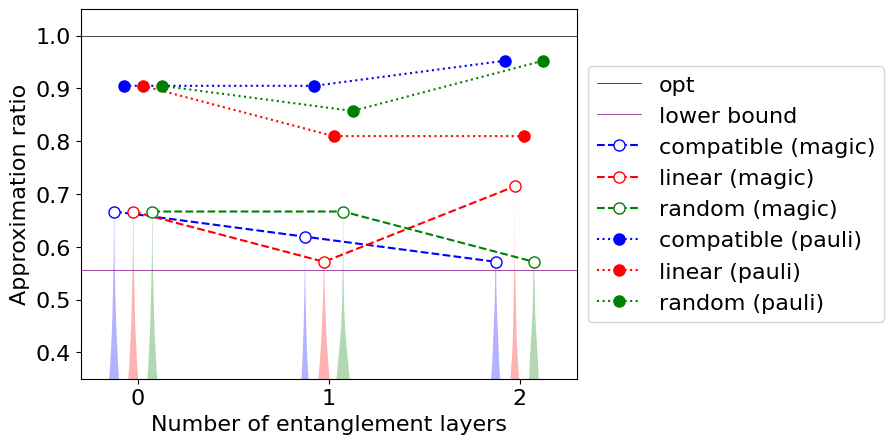 1.0
0.9
0.8
0.7
0.6
0.5
0.4
Approximation ratio
0
1
2
Number of entanglement layers
opt
lower bound
compatible (magic)
linear (magic)
random (magic)
compatible (pauli)
linear (pauli)
random (pauli)